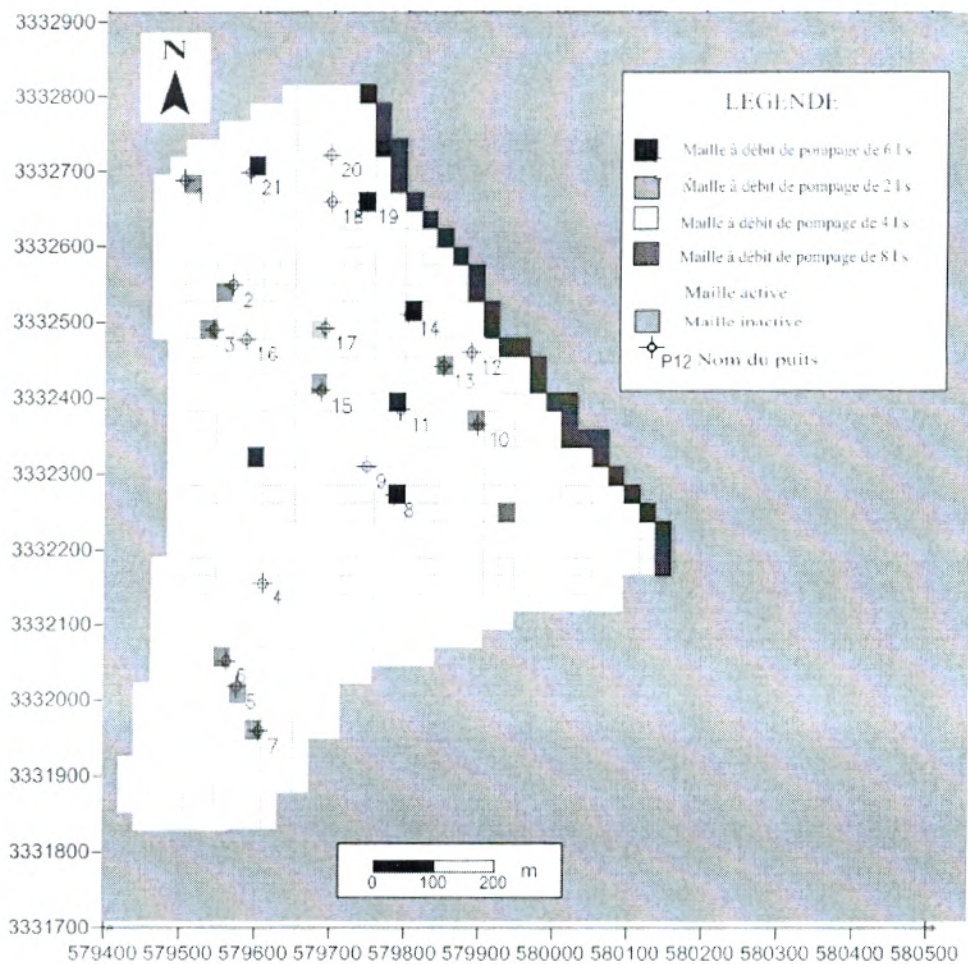 3332900
3332800
3332700
3332600
3332500
3332400
3332300
3332200
3332100
3332000
3331900
3331800
3331700
N
LEGENDE
Maille à débit de pompage de 6 l s
Maille à débit de pompage de 2 l s
Maille à débit de pompage de 4 l s
Maille à débit de pompage de 8 l s
Maille active
Maille inactive
P12 Nom du puits
20
21
1
18 19
2
14
3 16 17
12
13
15
11
10
9
8
4
6
5
7
0 100 200 m
579400 579500 579600 579700 579800 579900 580000 580100 580200 580300 580400 580500